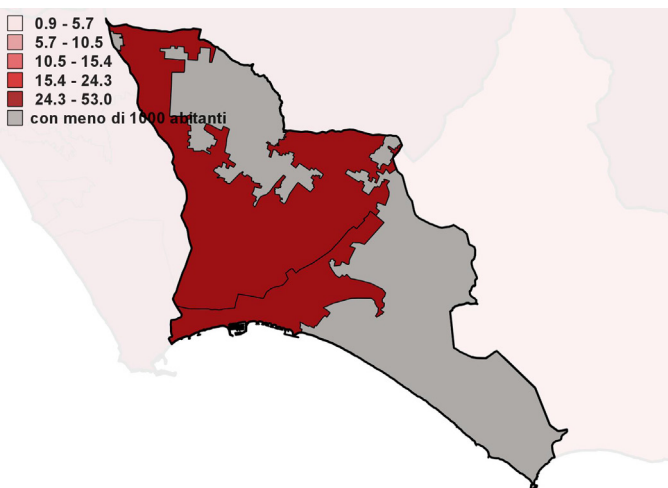 0.9 - 5.7
5.7 - 10.5
10.5 - 15.4
15.4 - 24.3
24.3 - 53.0
con meno di 1000 abitanti